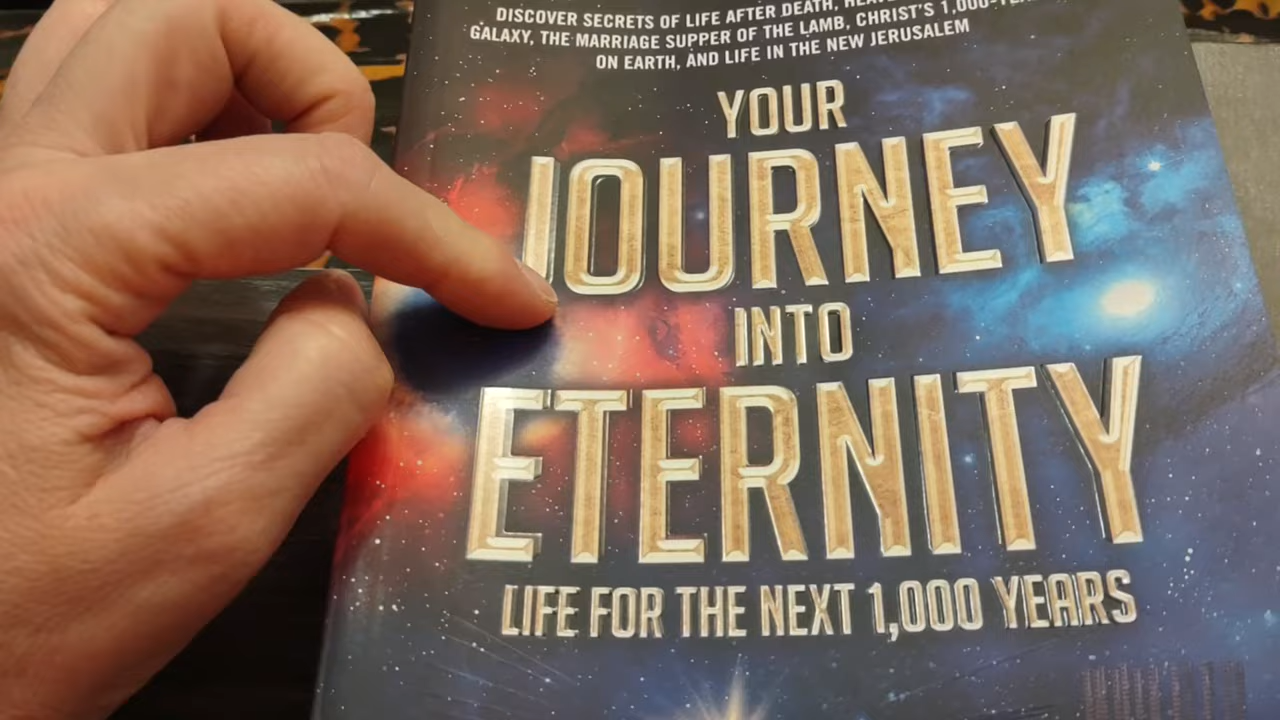 DISCOVER SECRETS OF LIFE AFTER DEATH,
GALAXY, THE MARRIAGE SUPPER OF THE LAMB, CHRIST'S
ON EARTH, AND LIFE IN THE NEW JERUSALEM
YOUR
JOURNEY
INTO
ETERNITY
LIFE FOR THE NEXT 1,000 YEARS